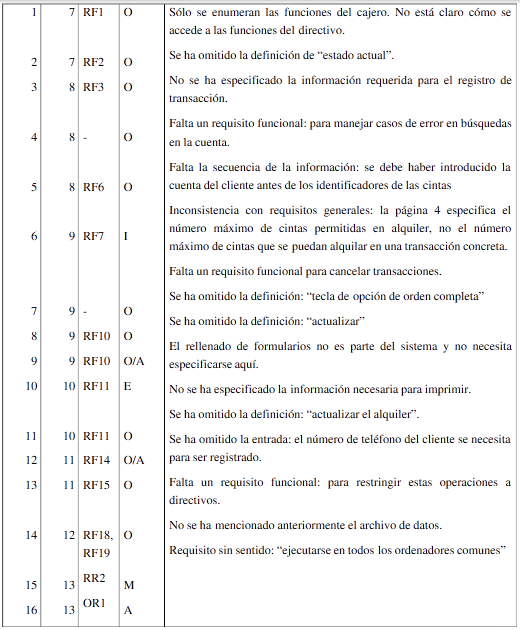 1 7 RF1 O Sólo se enumeran las funciones del cajero. No está claro cómo se
accede a las funciones del directivo.
2 7 RF2 O Se ha omitido la definición de “estado actual”.
3 8 RF3 O No se ha especificado la información requerida para el registro de
transacción.
4 8 - O Falta un requisito funcional: para manejar casos de error en búsquedas
en la cuenta.
5 8 RF6 O Falta la secuencia de la información: se debe haber introducido la
cuenta del cliente antes de los identificadores de las cintas
6 9 RF7 I Inconsistencia con requisitos generales: la página 4 especifica el
número máximo de cintas permitidas en alquiler, no el número
máximo de cintas que se puedan alquilar en una transacción concreta.
7 9 - O Falta un requisito funcional para cancelar transacciones.
8 9 RF10 O Se ha omitido la definición: “tecla de opción de orden completa”
9 9 RF10 O/A Se ha omitido la definición: “actualizar”
10 10 RF11 E El rellenado de formularios no es parte del sistema y no necesita
especificarse aquí.
11 10 RF11 O No se ha especificado la información necesaria para imprimir.
12 11 RF14 O/A Se ha omitido la definición: “actualizar el alquiler”.
13 11 RF15 O Se ha omitido la entrada: el número de teléfono del cliente se necesita
para ser registrado.
14 12 RF18, O Falta un requisito funcional: para restringir estas operaciones a
RF19 directivos.
15 13 RR2 M No se ha mencionado anteriormente el archivo de datos.
16 13 OR1 A Requisito sin sentido: “ejecutarse en todos los ordenadores comunes”